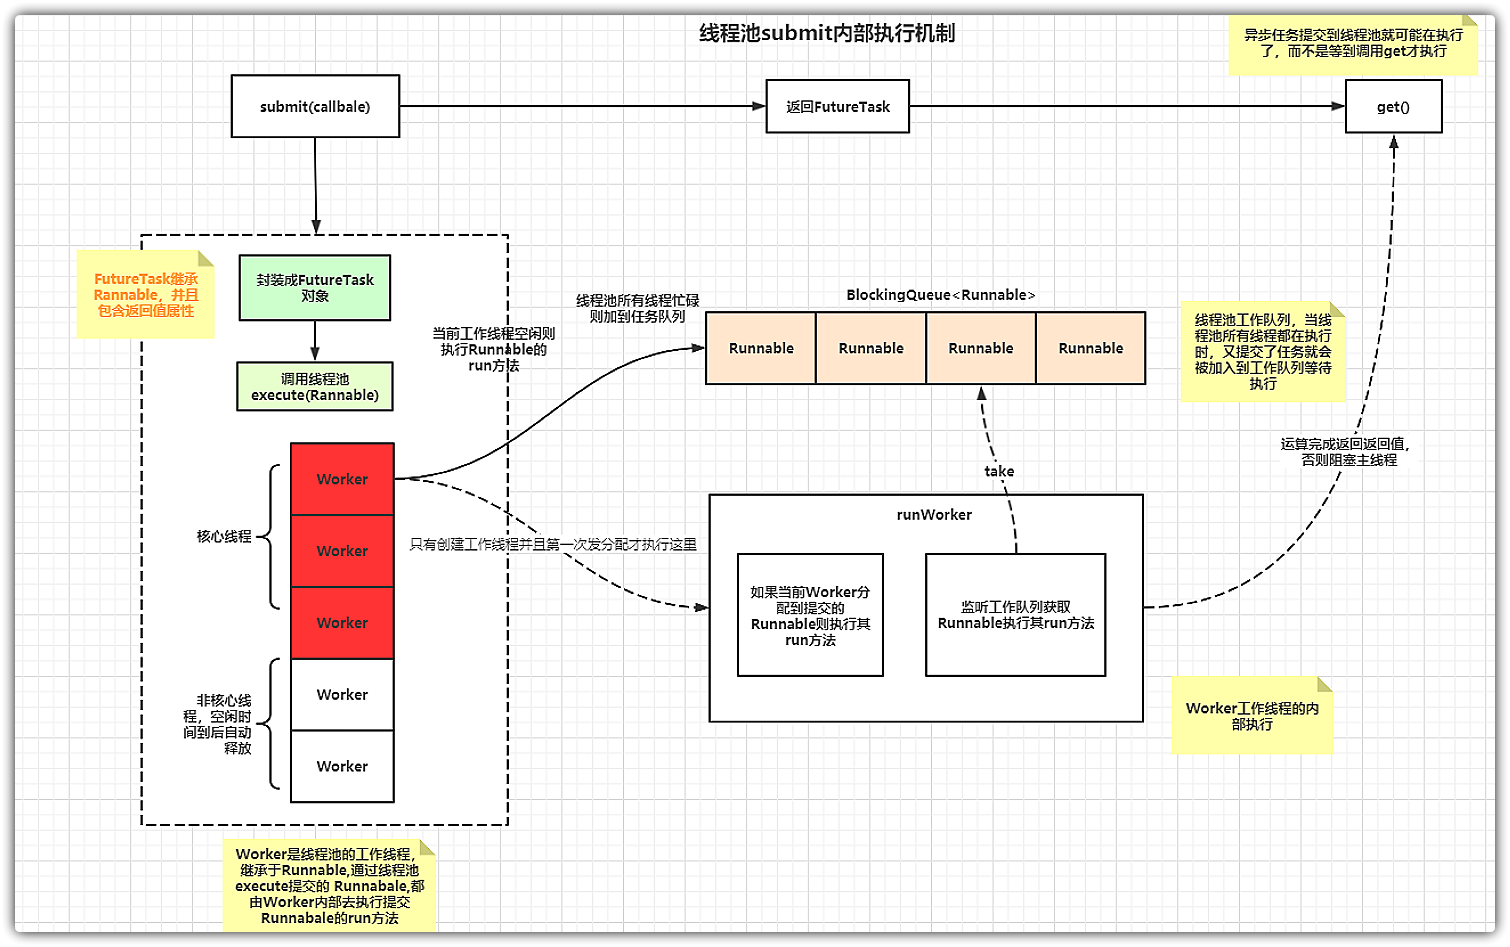 线程池submit内部执行机制
异步任务提交到线程池就可能在执行
了，而不是等到调用get才执行
submit(callbale)
返回FutureTask
get()
FutureTask继承
Rannable，并且
包含返回值属性
封装成FutureTask
对象
调用线程池
execute(Rannable)
当前工作线程空闲则
执行Runnable的
run方法
线程池所有线程忙碌
则加到任务队列
BlockingQueue<Runnable>
Runnable
Runnable
Runnable
Runnable
线程池工作队列，当线
程池所有线程都在执行
时，又提交了任务就会
被加入到工作队列等待
执行
运算完成返回返回值，
否则阻塞主线程
take
Worker
Worker
Worker
Worker
Worker
核心线程
非核心线
程，空闲时
间到后自动
释放
只有创建工作线程并且第一次发分配才执行这里
runWorker
如果当前Worker分
配到提交的
Runnable则执行其
run方法
监听工作队列获取
Runnable执行其run方法
Worker工作线程的内
部执行
Worker是线程池的工作线程，
继承于Runnable,通过线程池
execute提交的 Runnabale,都
由Worker内部去执行提交
Runnabale的run方法